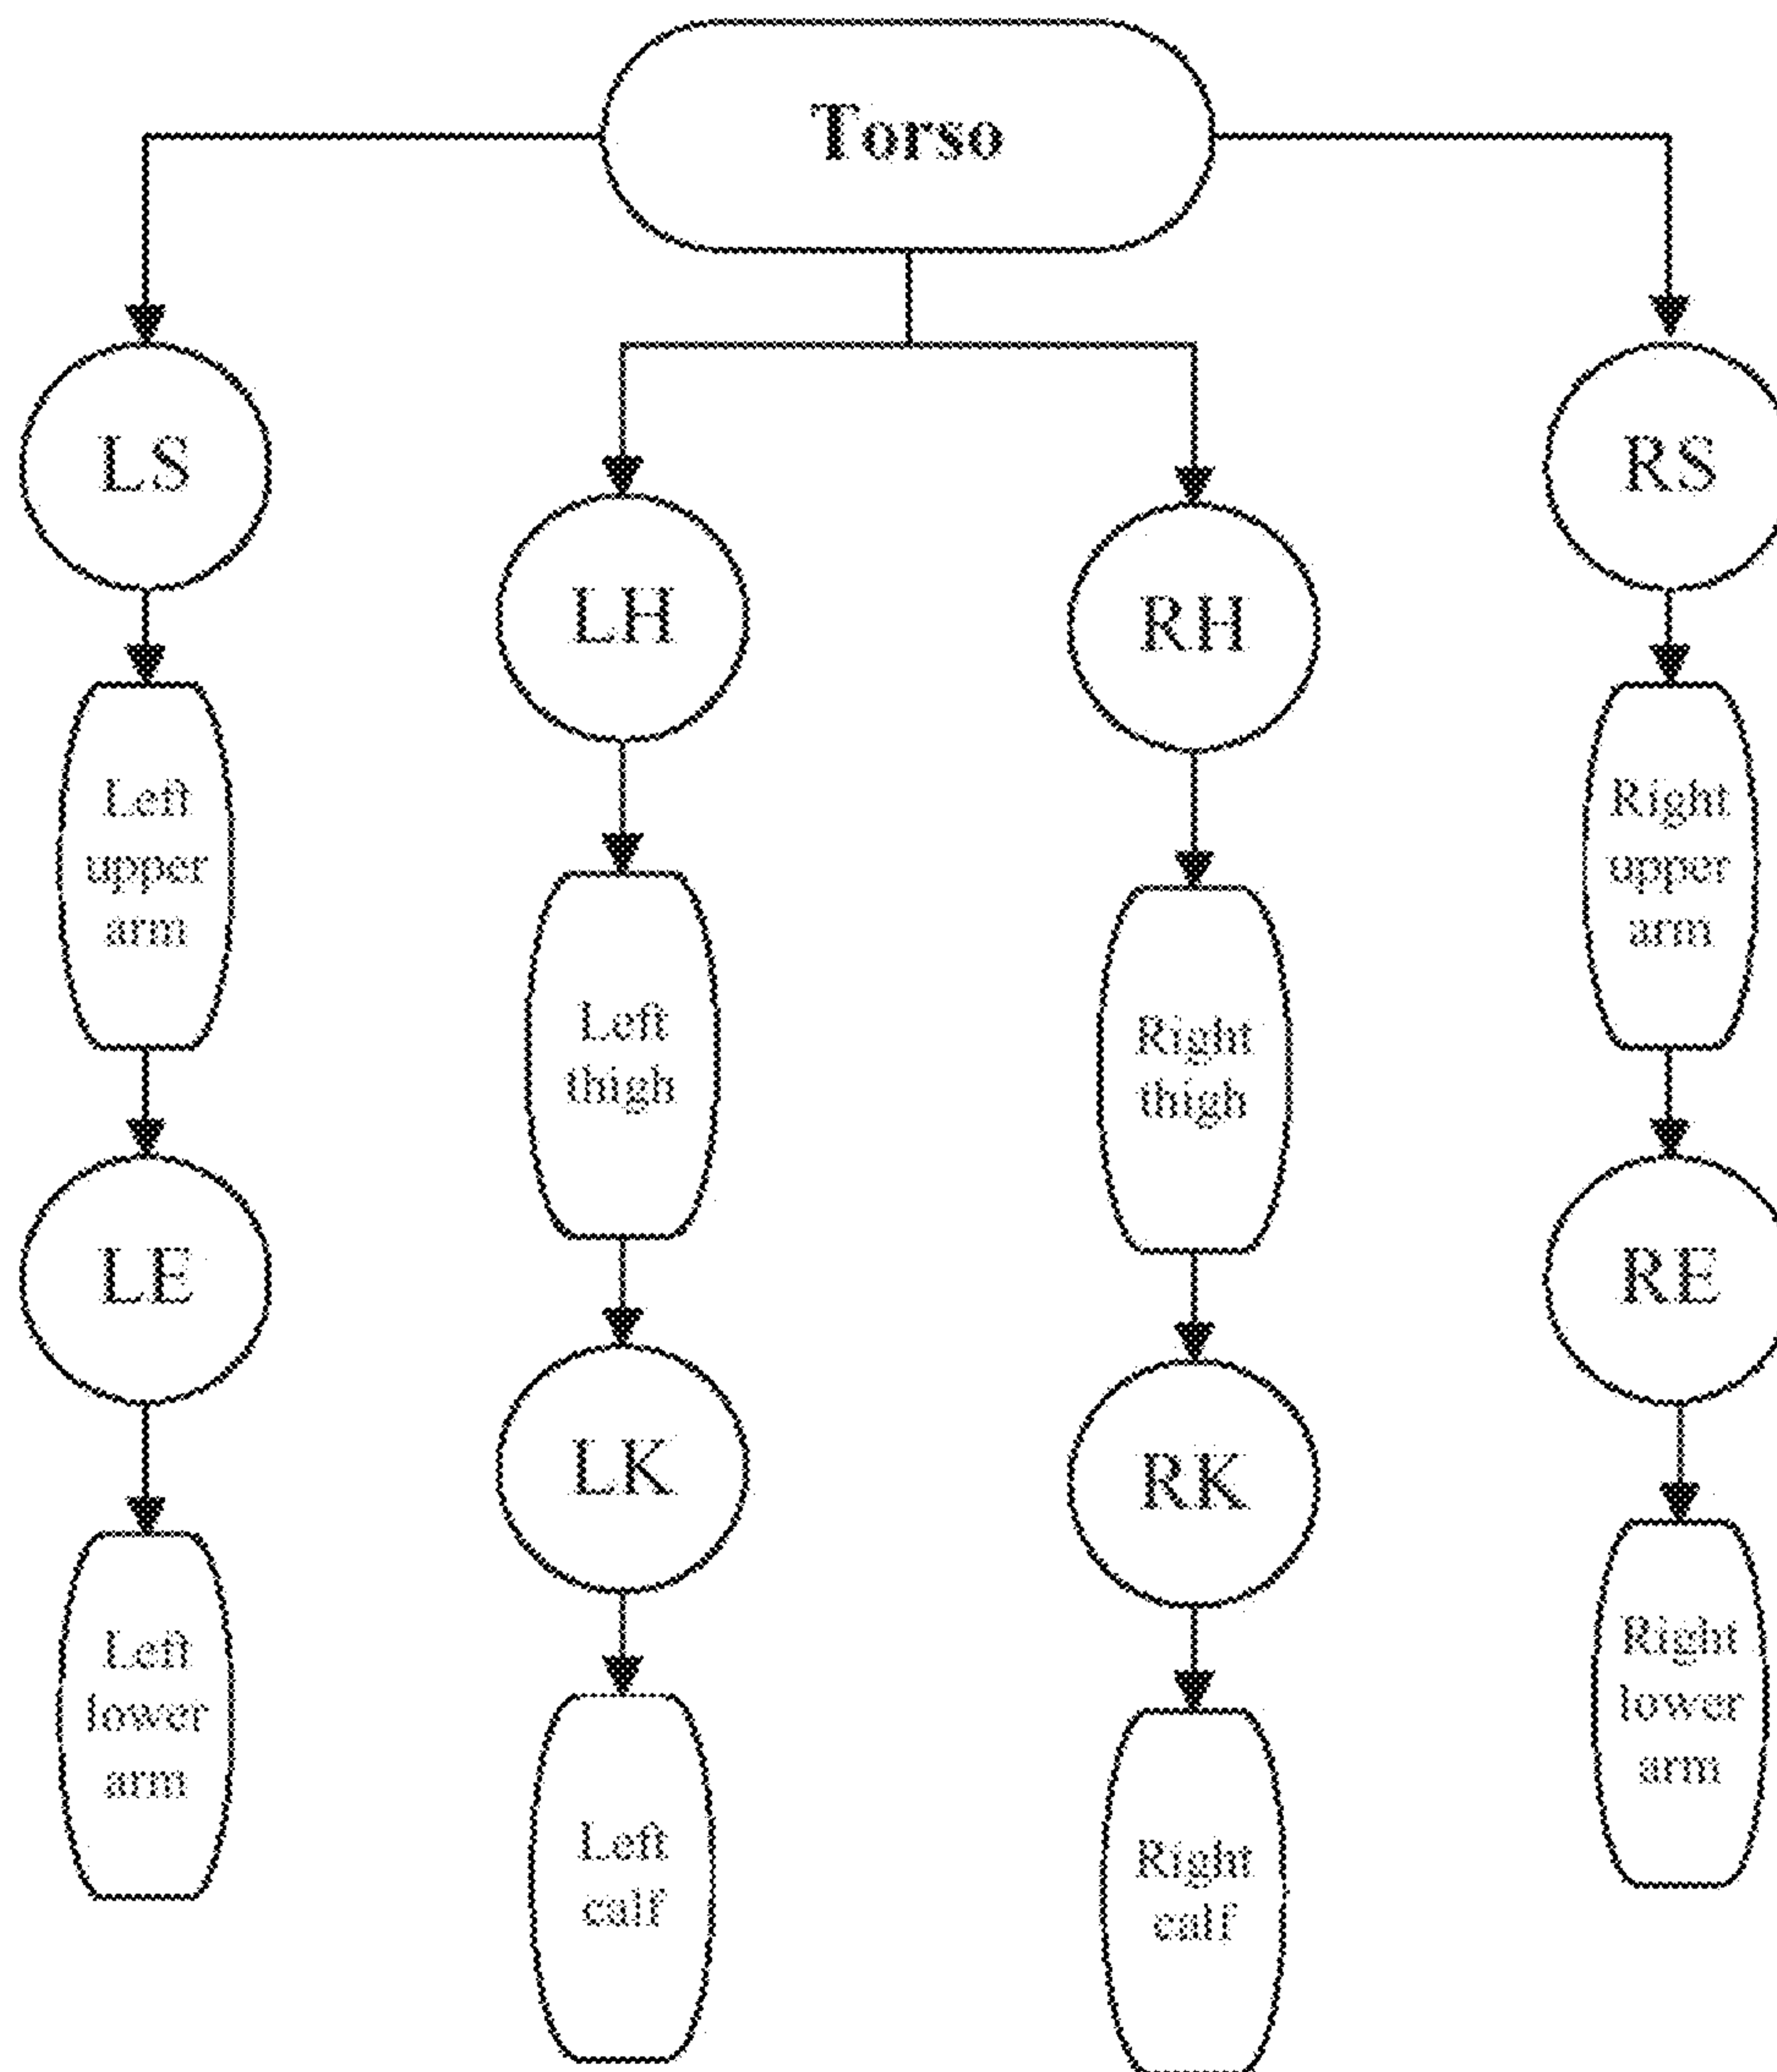 Torso
LS
RS
LH
RH
Left
upper
arm
Right
upper
arm
Left
thigh
Right
thigh
LE
RE
LK
RK
Left
lower
arm
Right
lower
arm
Left
calf
Right
calf